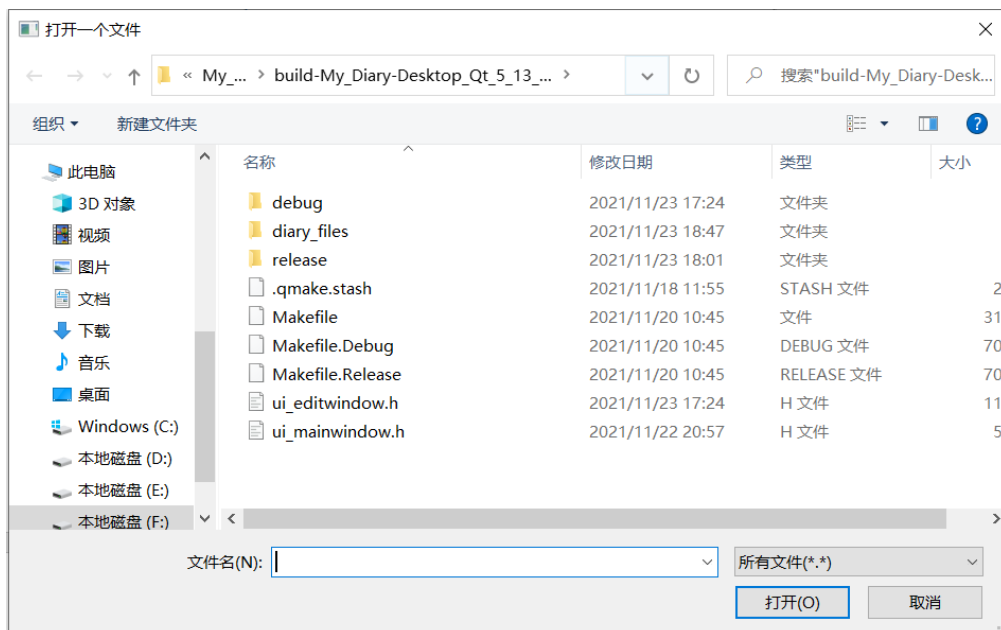 打开一个文件
« My_... › build-My_Diary-Desktop_Qt_5_13_... ›
搜索"build-My_Diary-Desk...
组织
新建文件夹
此电脑
3D 对象
视频
图片
文档
下载
音乐
桌面
Windows (C:)
本地磁盘 (D:)
本地磁盘 (E:)
本地磁盘 (F:)
名称 修改日期 类型 大小
debug 2021/11/23 17:24 文件夹
diary_files 2021/11/23 18:47 文件夹
release 2021/11/23 18:01 文件夹
.qmake.stash 2021/11/18 11:55 STASH 文件 2
Makefile 2021/11/20 10:45 文件 31
Makefile.Debug 2021/11/20 10:45 DEBUG 文件 70
Makefile.Release 2021/11/20 10:45 RELEASE 文件 70
ui_editwindow.h 2021/11/23 17:24 H 文件 11
ui_mainwindow.h 2021/11/22 20:57 H 文件 5
文件名(N):
所有文件(*.*)
打开(O)
取消